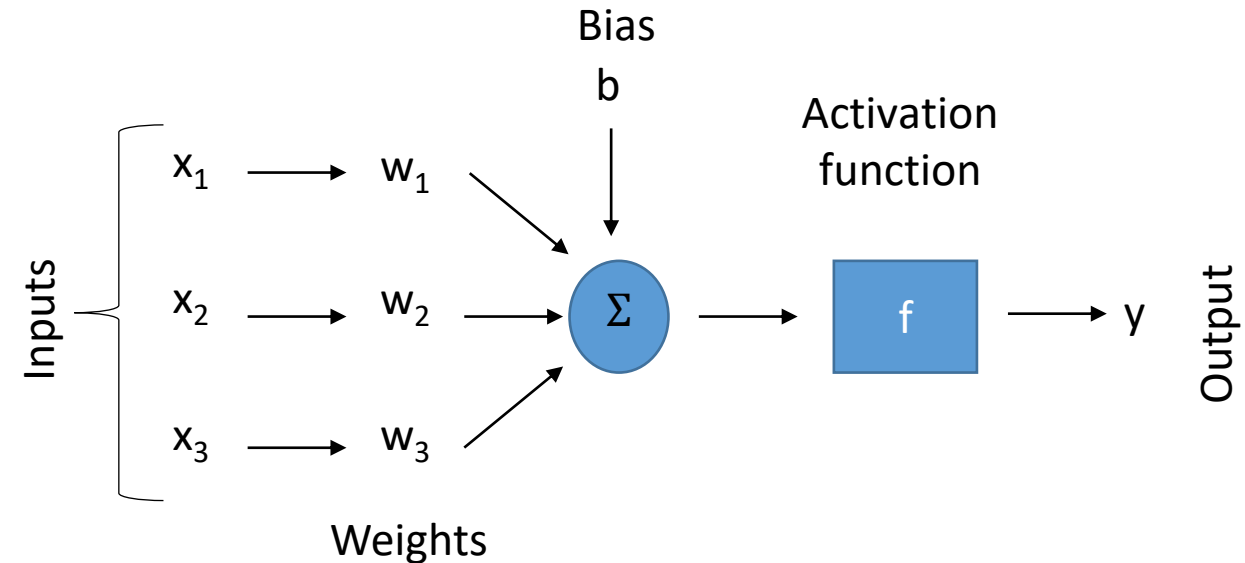 Bias
b
Activation
function
Inputs
x₁
w₁
x₂
w₂
Σ
f
y
Output
x₃
w₃
Weights